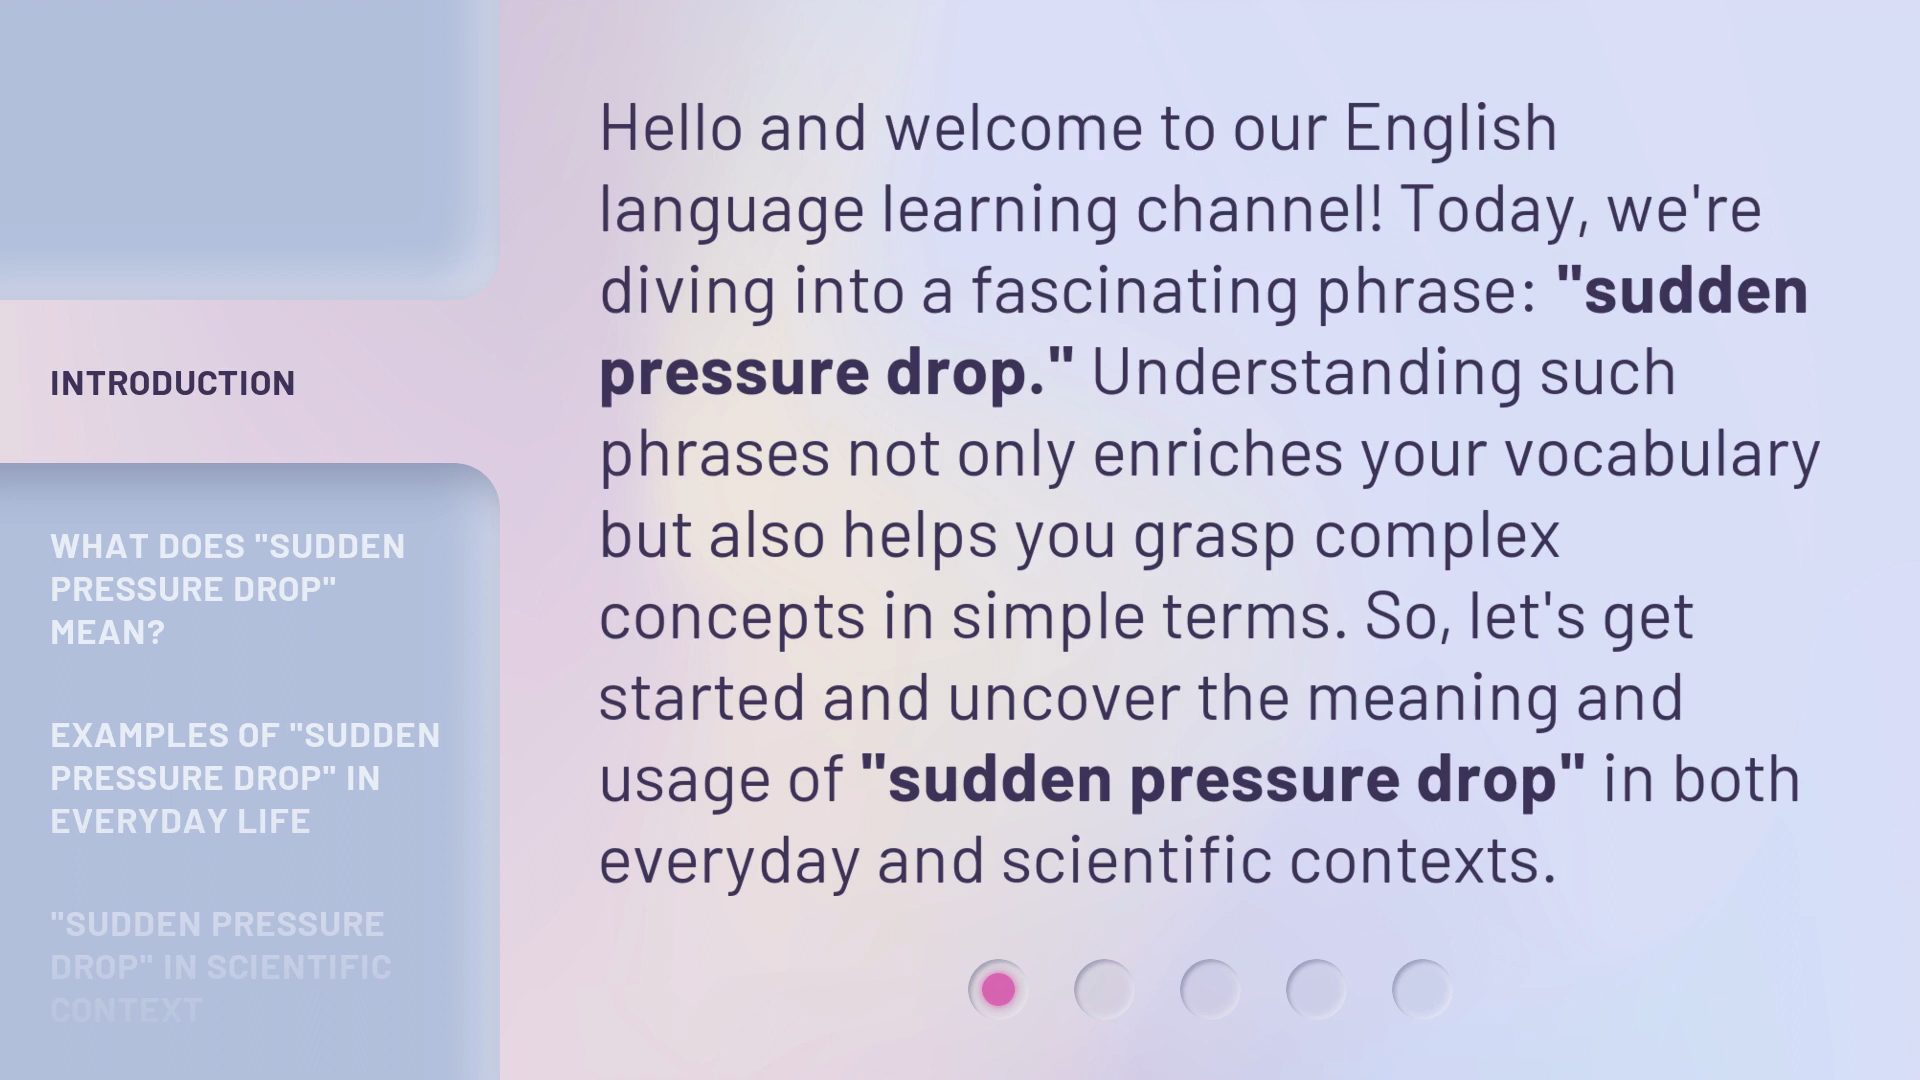 INTRODUCTION
WHAT DOES "SUDDEN
PRESSURE DROP"
MEAN?
EXAMPLES OF "SUDDEN
PRESSURE DROP" IN
EVERYDAY LIFE
"SUDDEN PRESSURE
DROP" IN SCIENTIFIC
CONTEXT
Hello and welcome to our English
language learning channel! Today, we're
diving into a fascinating phrase: "sudden
pressure drop." Understanding such
phrases not only enriches your vocabulary
but also helps you grasp complex
concepts in simple terms. So, let's get
started and uncover the meaning and
usage of "sudden pressure drop" in both
everyday and scientific contexts.